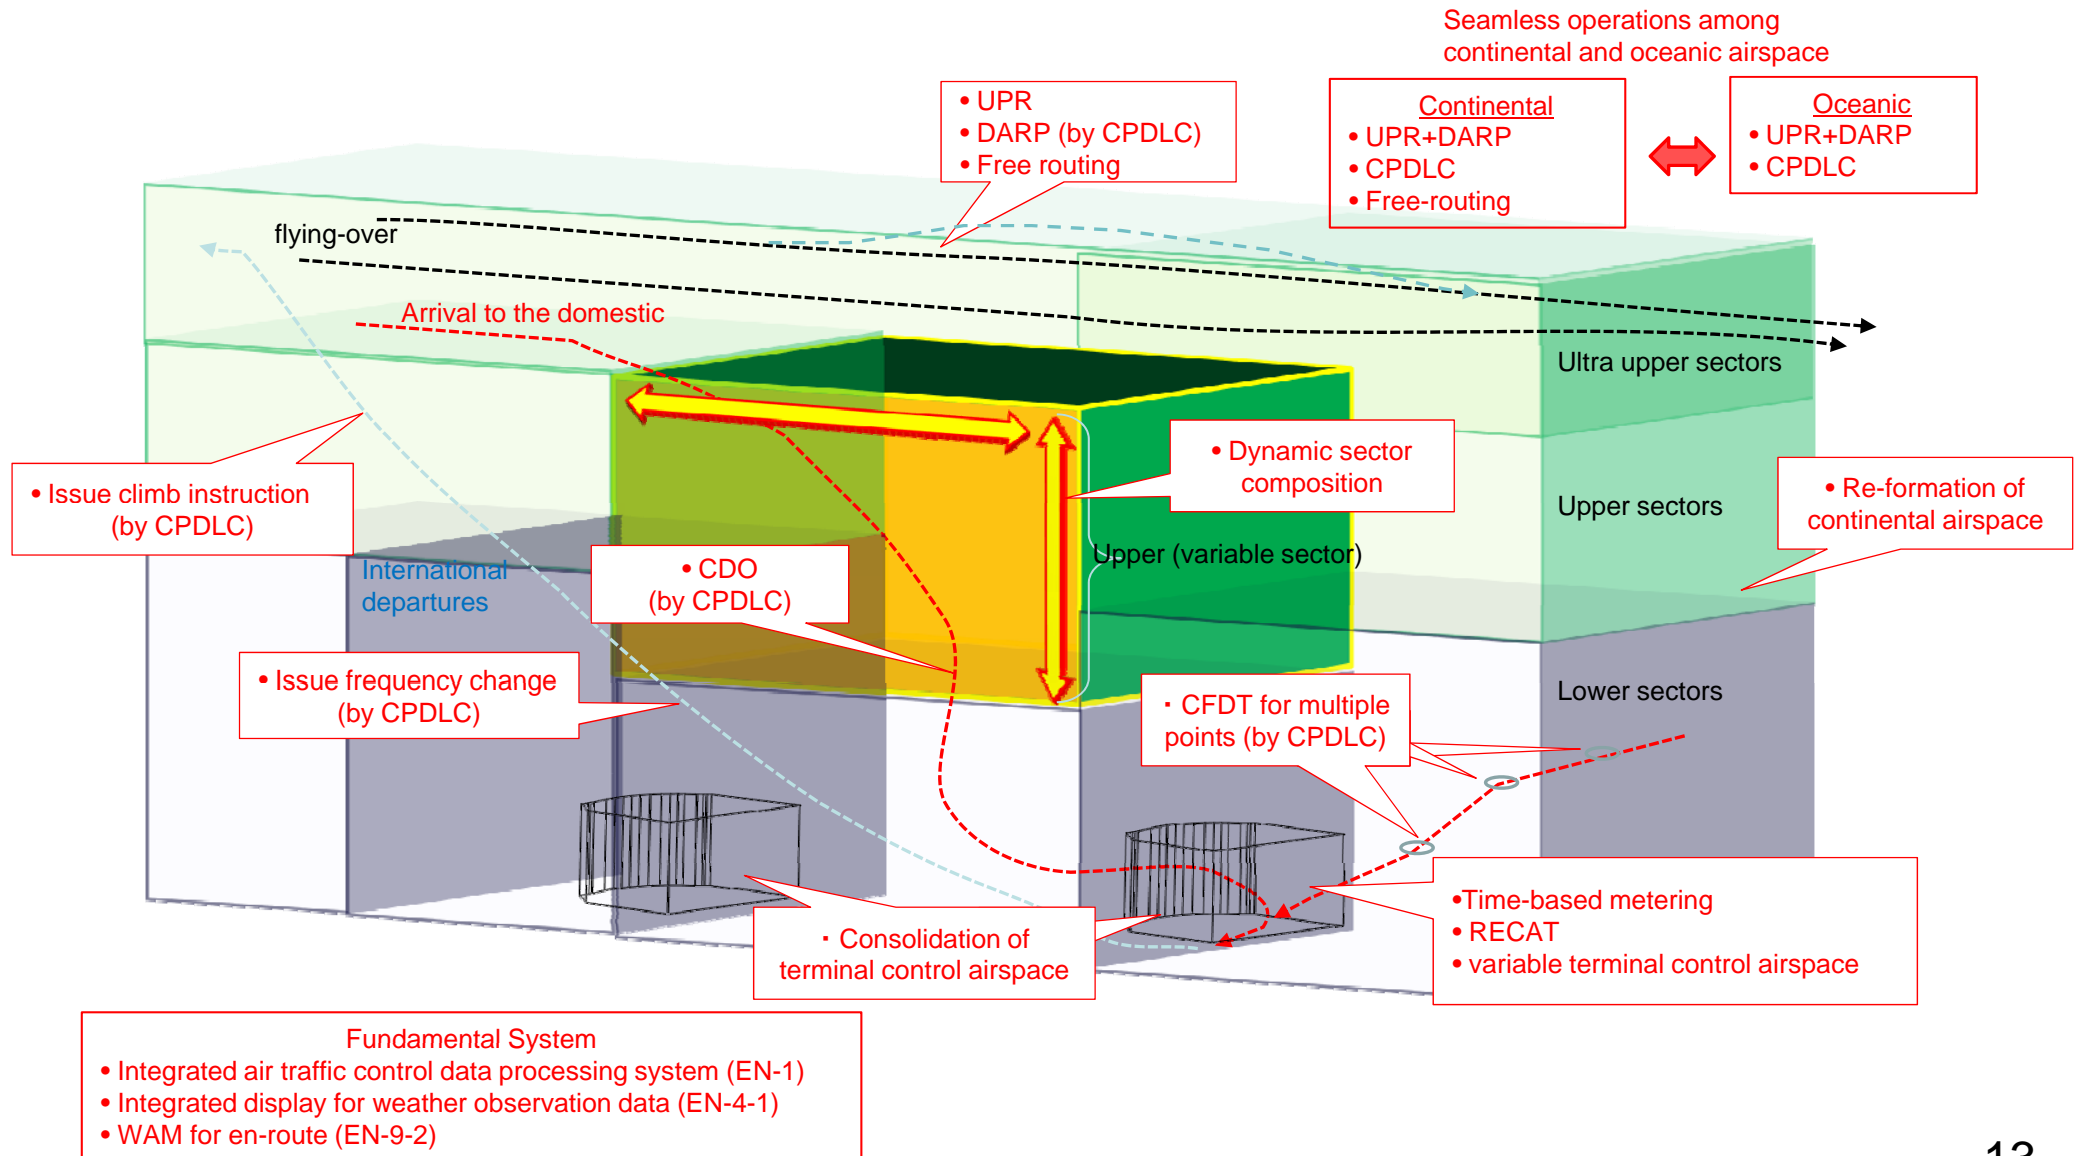 Seamless operations among
continental and oceanic airspace
• UPR
• DARP (by CPDLC)
• Free routing
Continental
• UPR+DARP
• CPDLC
• Free-routing
Oceanic
• UPR+DARP
• CPDLC
flying-over
Arrival to the domestic
Ultra upper sectors
• Issue climb instruction
(by CPDLC)
• Dynamic sector
composition
Upper sectors
• Re-formation of
continental airspace
International
departures
• CDO
(by CPDLC)
Upper (variable sector)
• Issue frequency change
(by CPDLC)
・CFDT for multiple
points (by CPDLC)
Lower sectors
・Consolidation of
terminal control airspace
•Time-based metering
• RECAT
• variable terminal control airspace
Fundamental System
• Integrated air traffic control data processing system (EN-1)
• Integrated display for weather observation data (EN-4-1)
• WAM for en-route (EN-9-2)